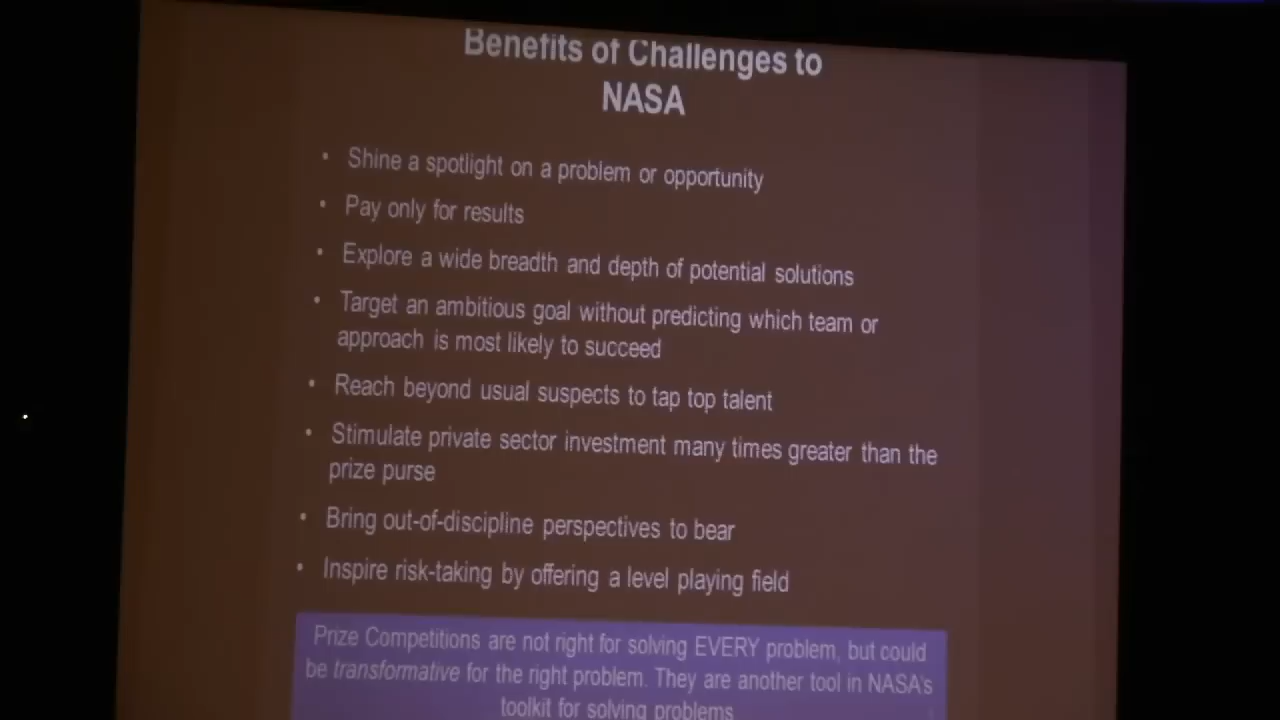 Benefits of Challenges to
NASA
• Shine a spotlight on a problem or opportunity
• Pay only for results
• Explore a wide breadth and depth of potential solutions
• Target an ambitious goal without predicting which team or
approach is most likely to succeed
• Reach beyond usual suspects to tap top talent
• Stimulate private sector investment many times greater than the
prize purse
• Bring out-of-discipline perspectives to bear
• Inspire risk-taking by offering a level playing field
Prize Competitions are not right for solving EVERY problem, but could
be transformative for the right problem. They are another tool in NASA's
toolkit for solving problems